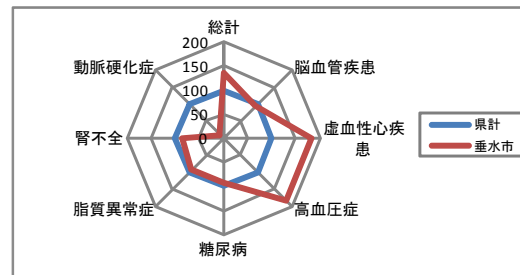 総計
200
150
100
50
0
脳血管疾患
虚血性心疾
患
高血圧症
糖尿病
脂質異常症
腎不全
動脈硬化症
県計
垂水市